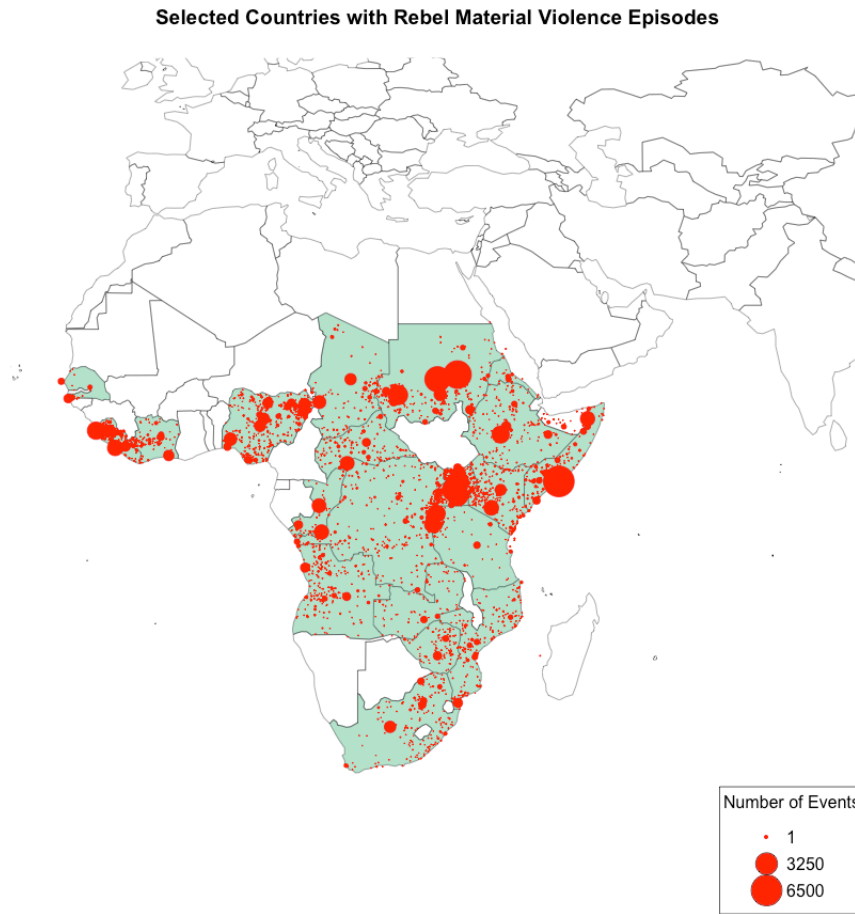 Selected Countries with Rebel Material Violence Episodes
Number of Events
1
3250
6500